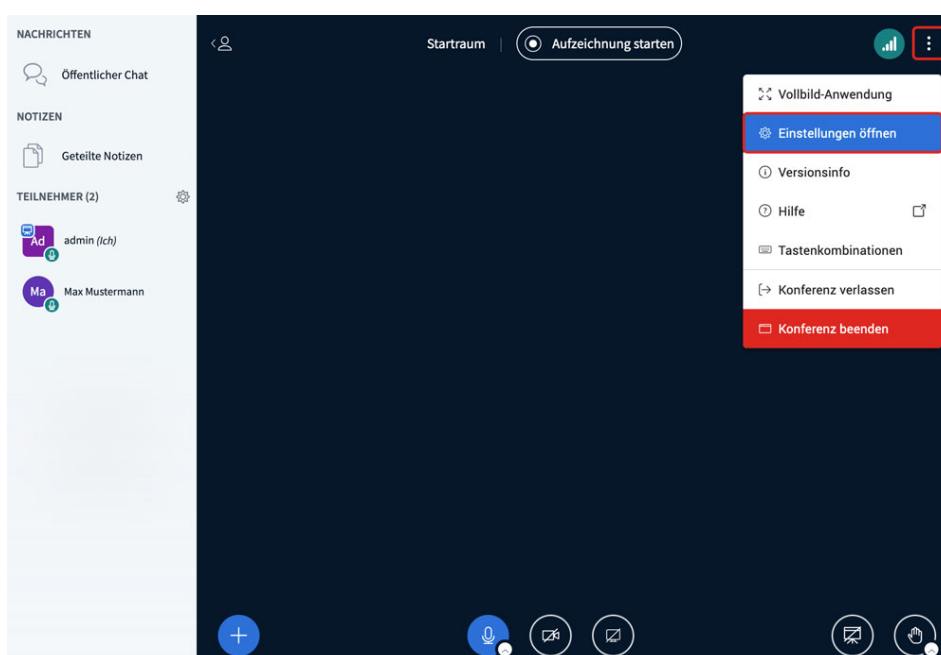 NACHRICHTEN
Öffentlicher Chat
NOTIZEN
Geteilte Notizen
TEILNEHMER (2)
Ad
admin (Ich)
Ma
Max Mustermann
Startraum
Aufzeichnung starten
Vollbild-Anwendung
Einstellungen öffnen
Versionsinfo
Hilfe
Tastenkombinationen
Konferenz verlassen
Konferenz beenden